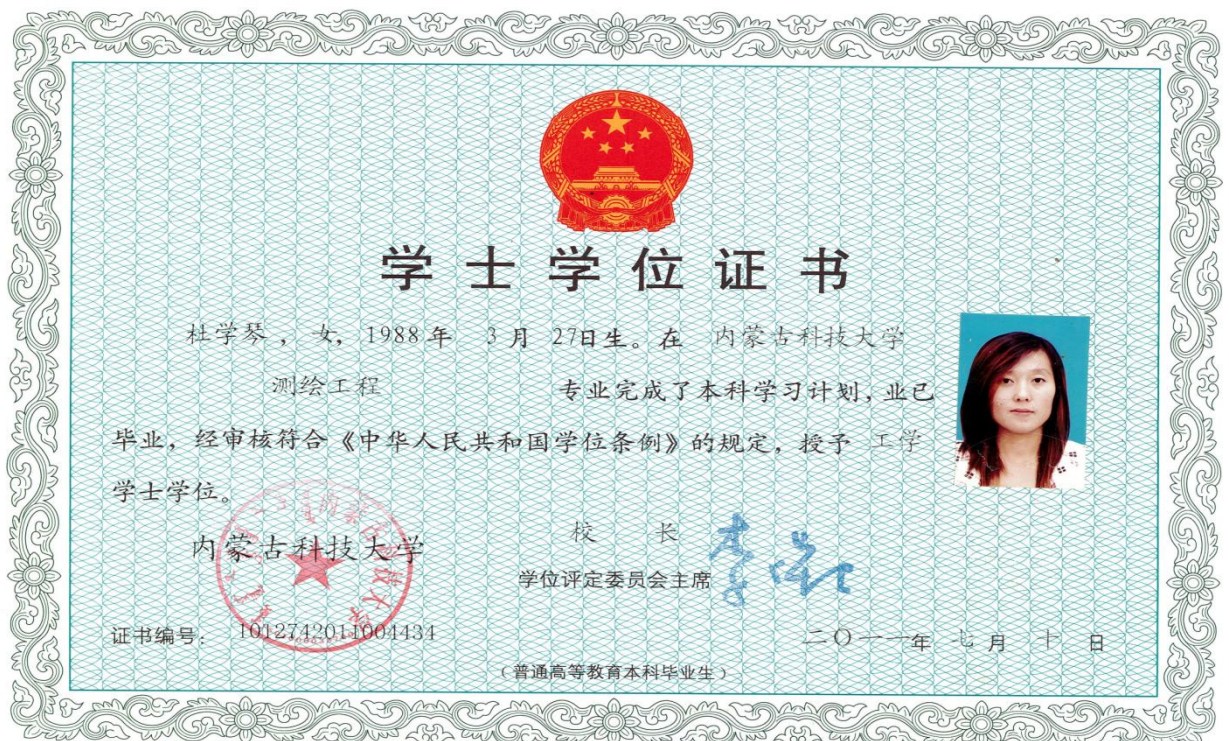 学士学位证书
杜学琴，女，1988年 3月 27日生。在 内蒙古科技大学
测绘工程 专业完成了本科学习计划，业已
毕业，经审核符合《中华人民共和国学位条例》的规定，授予 工学
学士学位。
内蒙古科技大学
校 长
学位评定委员会主席
证书编号： 1012742011004434
二〇一一年 七月 十 日
（普通高等教育本科毕业生）